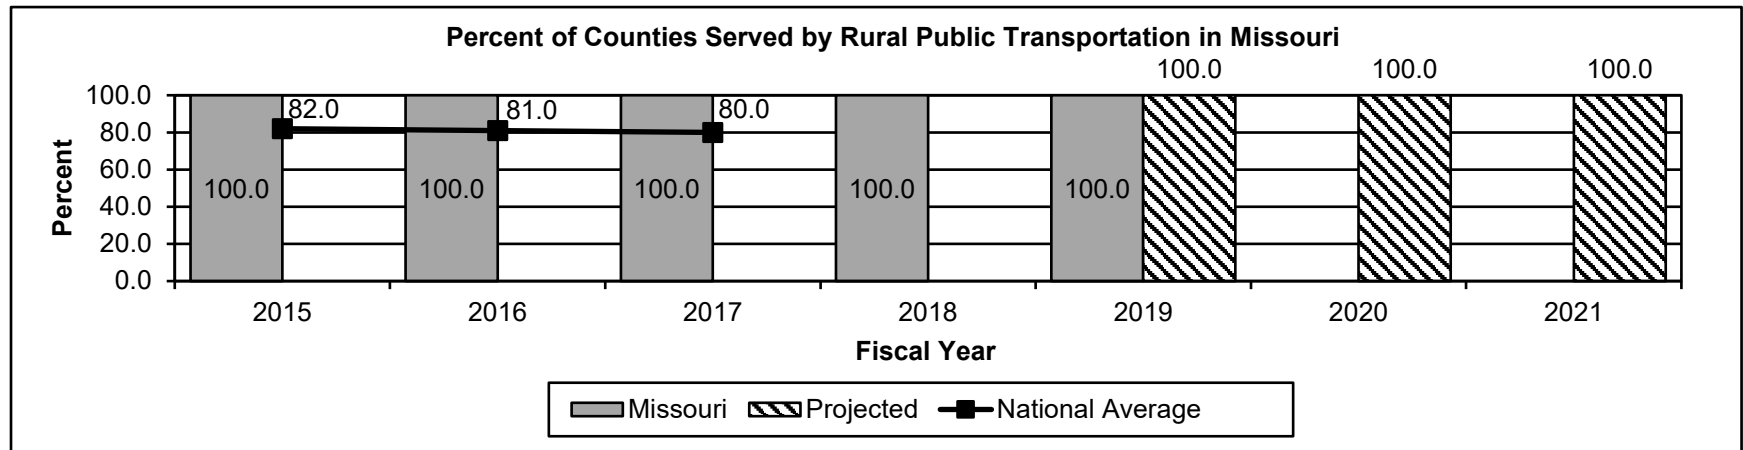 Percent of Counties Served by Rural Public Transportation in Missouri
100.0 100.0 100.0
100.0
80.0
60.0
40.0
20.0
0.0
Percent
82.0 81.0 80.0
100.0 100.0 100.0 100.0 100.0
2015 2016 2017 2018 2019 2020 2021
Fiscal Year
Missouri Projected National Average